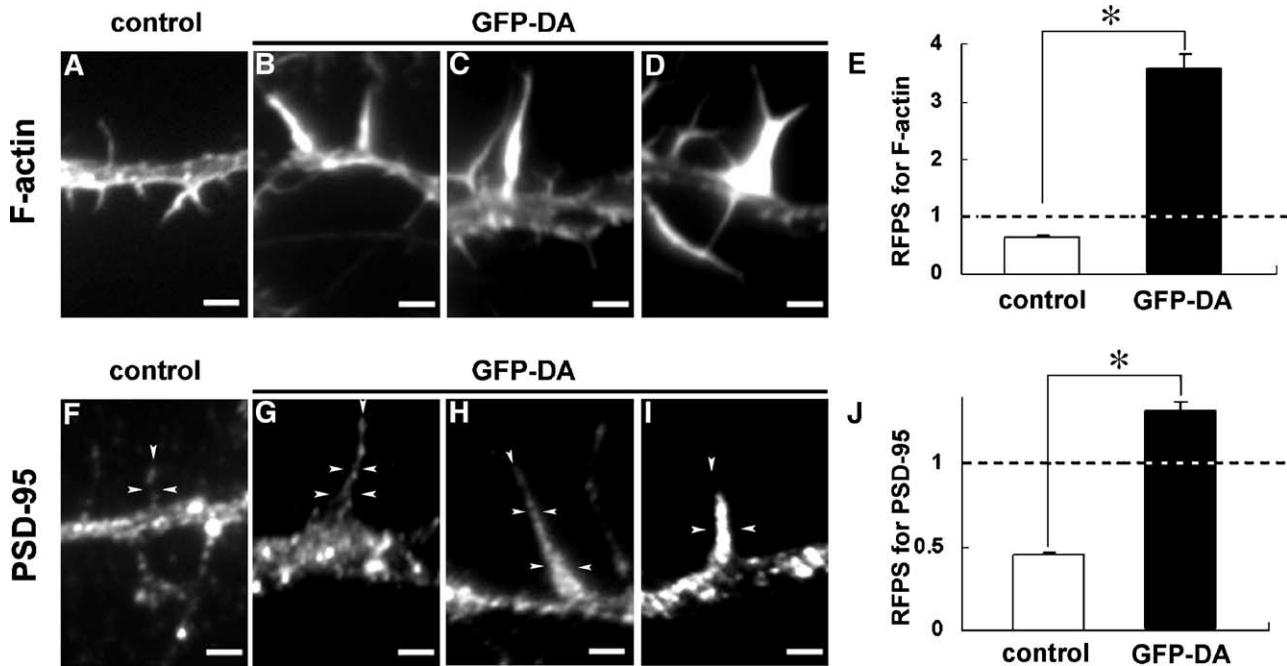 control
GFP-DA
F-actin
A
B
C
D
E
RFPS for F-actin
4
3
2
1
0
*
control
GFP-DA
control
GFP-DA
PSD-95
F
G
H
I
J
RFPS for PSD-95
1
0.5
0
*
control
GFP-DA